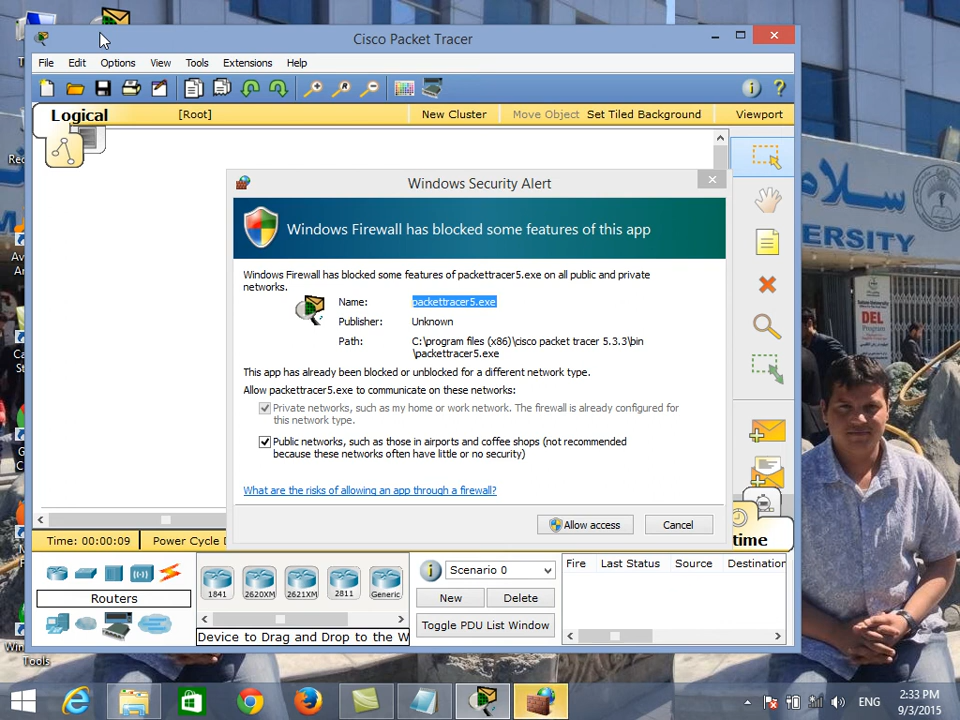 Cisco Packet Tracer
File Edit Options View Tools Extensions Help
Logical
[Root]
New Cluster
Move Object
Set Tiled Background
Viewport
Windows Security Alert
Windows Firewall has blocked some features of this app
Windows Firewall has blocked some features of packettracer5.exe on all public and private
networks.
Name: packettracer5.exe
Publisher: Unknown
Path: C:\program files (x86)\cisco packet tracer 5.3.3\bin
\packettracer5.exe
This app has already been blocked or unblocked for a different network type.
Allow packettracer5.exe to communicate on these networks:
Private networks, such as my home or work network. The firewall is already configured for
this network type.
Public networks, such as those in airports and coffee shops (not recommended
because these networks often have little or no security)
What are the risks of allowing an app through a firewall?
Allow access
Cancel
Time: 00:00:09
Power Cycle D
time
Routers
1841
2620XM
2621XM
2811
Generic
Device to Drag and Drop to the W
Scenario 0
New
Delete
Toggle PDU List Window
Fire Last Status Source Destination
سلام
ERSITY
DEL
Program
Tools
ENG
2:33 PM
9/3/2015